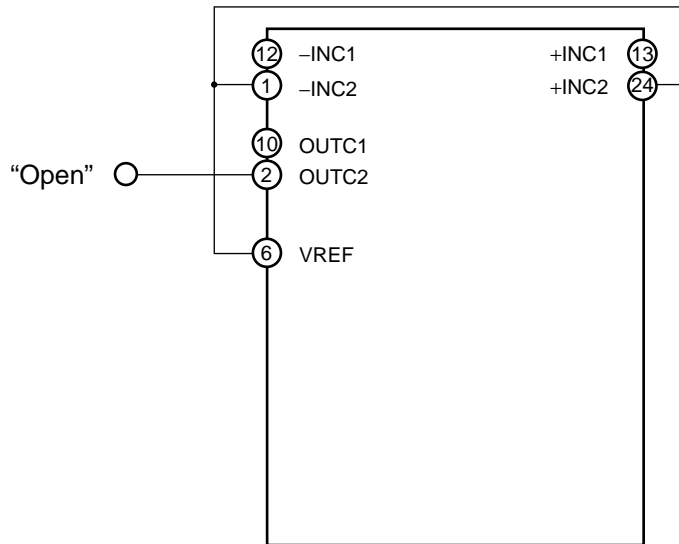 12 −INC1 +INC1 13
1 −INC2 +INC2 24
10 OUTC1
“Open” 2 OUTC2
6 VREF